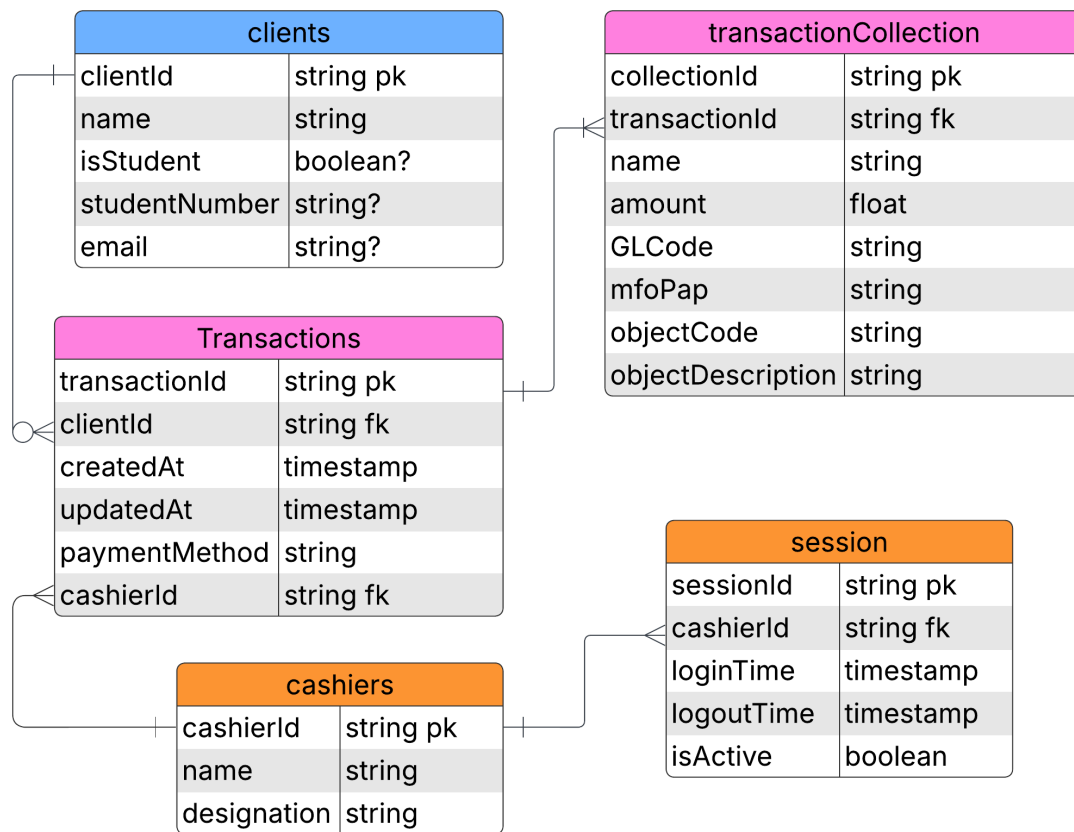 clients
clientId string pk
name string
isStudent boolean?
studentNumber string?
email string?
transactionCollection
collectionId string pk
transactionId string fk
name string
amount float
GLCode string
mfoPap string
objectCode string
objectDescription string
Transactions
transactionId string pk
clientId string fk
createdAt timestamp
updatedAt timestamp
paymentMethod string
cashierId string fk
session
sessionId string pk
cashierId string fk
loginTime timestamp
logoutTime timestamp
isActive boolean
cashiers
cashierId string pk
name string
designation string